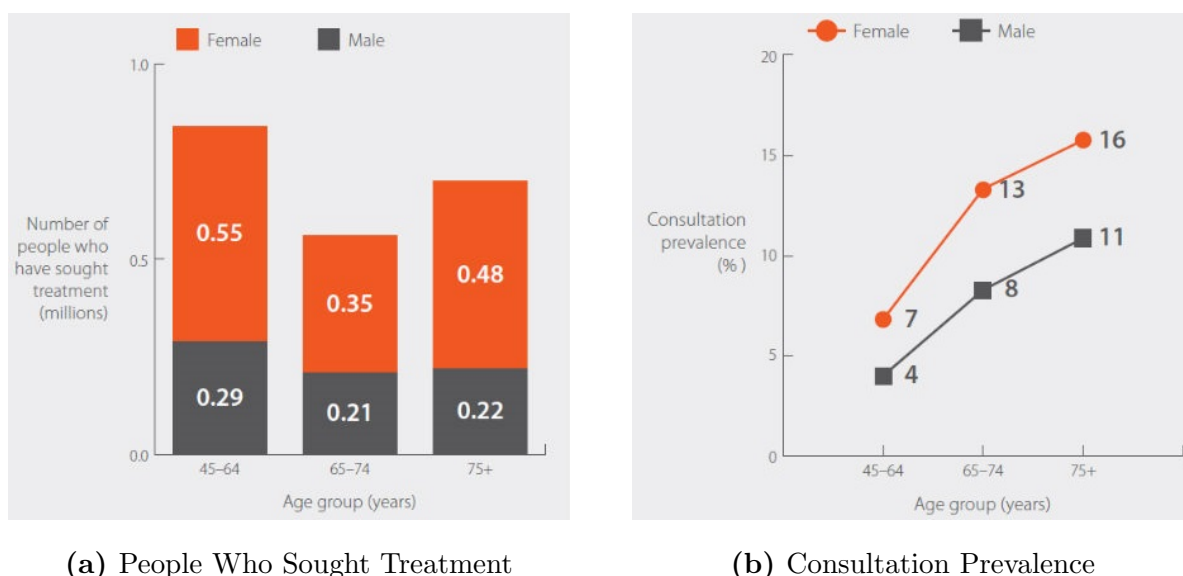 Female Male
1.0
0.5
0.0
Number of
people who
have sought
treatment
(millions)
0.55
0.29
0.35
0.21
0.48
0.22
45–64 65–74 75+
Age group (years)
(a) People Who Sought Treatment
Female Male
20
15
10
5
0
Consultation
prevalence
(% )
7
13
16
4
8
11
45–64 65–74 75+
Age group (years)
(b) Consultation Prevalence